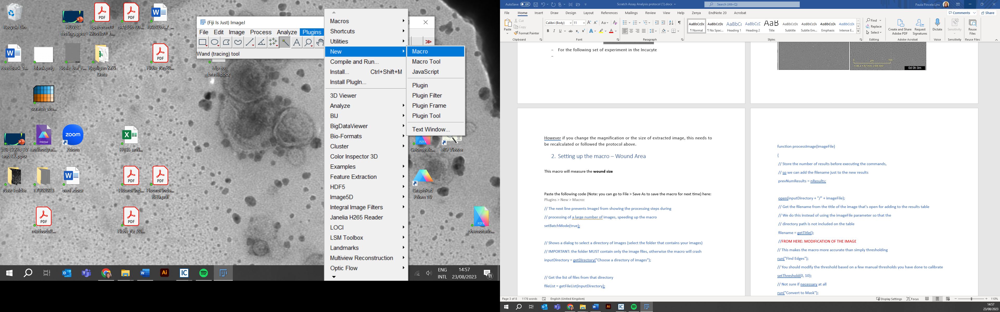 Recycle Bin
HUVEC testing.pptx
Spectrum® Krosflo® h...
s41556-01...
RAW264.7_...
Feedback_1...
blank.png
Scale_bar_F...
Repligen Kr2i Data
Fiche_Nr_28...
trip to brasil.docx
scratch_wo...
WB_CD24_EV and CL.pptx
antibodyar...
Zoom
FACS_anti...
Geometric...
eID Viewer
New Folder
17082023
veni .docx
FluoroFind...
FluoroFinde... RED.pdf
GraphPad Prism 10
methods2...
Fiche_Nr_28...
chemotaxis...
(Fiji Is Just) ImageJ
File Edit Image Process Analyze Plugins
Wand (tracing) tool
Macros
Shortcuts
Utilities
New
Compile and Run...
Install... Ctrl+Shift+M
Install PlugIn...
3D Viewer
Analyze
BIJ
BigDataViewer
Bio-Formats
Cluster
Color Inspector 3D
Examples
Feature Extraction
HDF5
Image5D
Integral Image Filters
Janelia H265 Reader
LOCI
LSM Toolbox
Landmarks
Multiview Reconstruction
Optic Flow
Macro
Macro Tool
JavaScript
Plugin
Plugin Filter
Plugin Frame
Plugin Tool
Text Window...
ENG
INTL
14:57
23/08/2023
11
AutoSave Off
Scratch Assay Analysis protocol (1).docx
Search (Alt+Q)
Paula Pincela Lins
File Home Insert Draw Design Layout References Mailings Review View Help Zenya EndNote 20 Acrobat
Comments Share
Paste Cut
Copy
Format Painter
Clipboard
Calibri (Body) 11
Font
Paragraph
¶ Normal ¶ No Spac... Heading 1 Heading 2 Title Subtitle Subtle Em... Emphasis Intense E...
Styles
Find
Replace
Select
Editing
Create and Share Adobe PDF
Request Signatures
Adobe Acrobat
Dictate
Voice
Sensitivity
Sensitivity
Reuse Files
Reuse Files
– For the following set of experiment in the Incucyte
–
0 µm 700
1.46 x 1.97 mm, 2.88 mm²
0d 0h 0m
However if you change the magnification or the size of extracted image, this needs to
be recalculated or followed the protocol above.
2. Setting up the macro – Wound Area
This macro will measure the wound size
Paste the following code (Note: you can go to File > Save As to save the macro for next time) here:
Plugins > New > Macro:
// The next line prevents ImageJ from showing the processing steps during
// processing of a large number of images, speeding up the macro
setBatchMode(true);
// Shows a dialog to select a directory of images (select the folder that contains your images)
// IMPORTANT: the folder MUST contain only the image files, otherwise the macro will crash
inputDirectory = getDirectory("Choose a directory of images");
// Get the list of files from that directory
fileList = getFileList(inputDirectory);
function processImage(imageFile)
{
// Store the number of results before executing the commands,
// so we can add the filename just to the new results
prevNumResults = nResults;
open(inputDirectory + "/" + imageFile);
// Get the filename from the title of the image that's open for adding to the results table
// We do this instead of using the imageFile parameter so that the
// directory path is not included on the table
filename = getTitle();
//FROM HERE: MODIFICATION OF THE IMAGE
// This makes the macro more accurate than simply thresholding
run("Find Edges");
// You should modify the threshold based on a few manual thresholds you have done to calibrate
setThreshold(0, 10);
// Not sure if necessary at all
run("Convert to Mask");
Page 3 of 8 1176 words English (United Kingdom)
Display Settings Focus 110%
14:57
23/08/2023